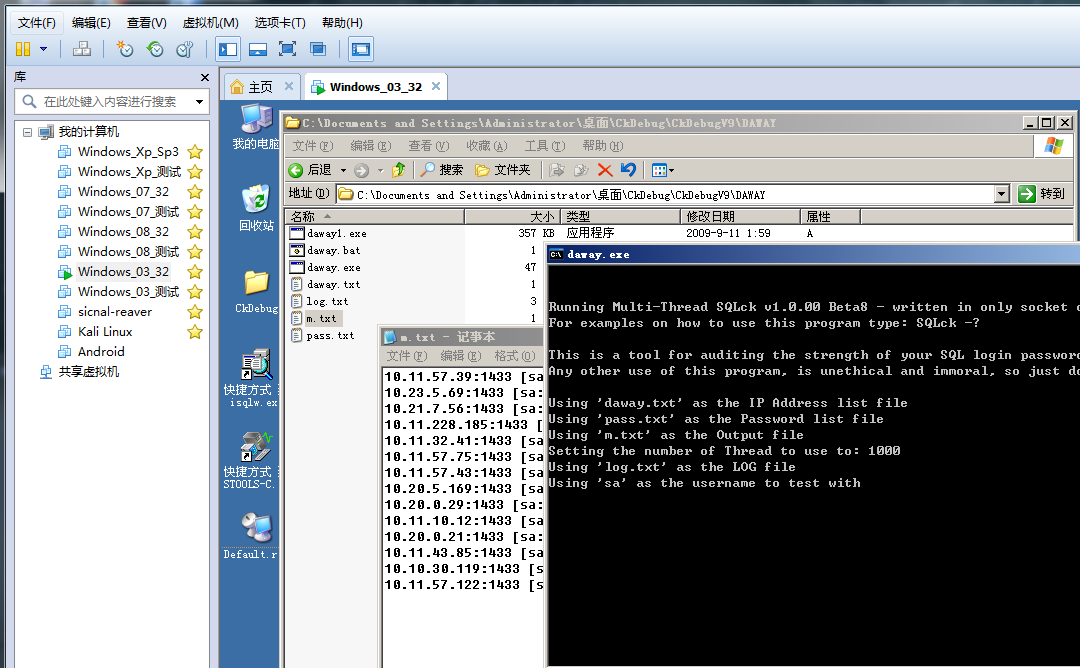 文件(F) 编辑(E) 查看(V) 虚拟机(M) 选项卡(T) 帮助(H)
库
在此处键入内容进行搜索
我的计算机
Windows_Xp_Sp3
Windows_Xp_测试
Windows_07_32
Windows_07_测试
Windows_08_32
Windows_08_测试
Windows_03_32
Windows_03_测试
sicnal-reaver
Kali Linux
Android
共享虚拟机
主页 Windows_03_32
我的电脑
回收站
CkDebug
快捷方式
isqlw.ex
快捷方式
STOOLS-C.
Default.r
C:\Documents and Settings\Administrator\桌面\CkDebug\CkDebugV9\DAWAY
文件(F) 编辑(E) 查看(V) 收藏(A) 工具(T) 帮助(H)
后退 搜索 文件夹
地址(D) C:\Documents and Settings\Administrator\桌面\CkDebug\CkDebugV9\DAWAY 转到
名称 大小 类型 修改日期 属性
daway1.exe 357 KB 应用程序 2009-9-11 1:59 A
daway.bat 1
daway.exe 47
daway.txt 1
log.txt 3
m.txt 1
pass.txt
m.txt - 记事本
文件(F) 编辑(E) 格式(O)
10.11.57.39:1433 [sa
10.23.5.69:1433 [sa:
10.21.7.56:1433 [sa:
10.11.228.185:1433 [
10.11.32.41:1433 [sa
10.11.57.75:1433 [sa
10.11.57.43:1433 [sa
10.20.5.169:1433 [sa
10.20.0.29:1433 [sa:
10.11.10.12:1433 [sa
10.20.0.21:1433 [sa:
10.11.43.85:1433 [sa
10.10.30.119:1433 [s
10.11.57.122:1433 [s
daway.exe
Running Multi-Thread SQLck v1.0.00 Beta8 - written in only socket
For examples on how to use this program type: SQLck -?
This is a tool for auditing the strength of your SQL login password
Any other use of this program, is unethical and immoral, so just do
Using 'daway.txt' as the IP Address list file
Using 'pass.txt' as the Password list file
Using 'm.txt' as the Output file
Setting the number of Thread to use to: 1000
Using 'log.txt' as the LOG file
Using 'sa' as the username to test with